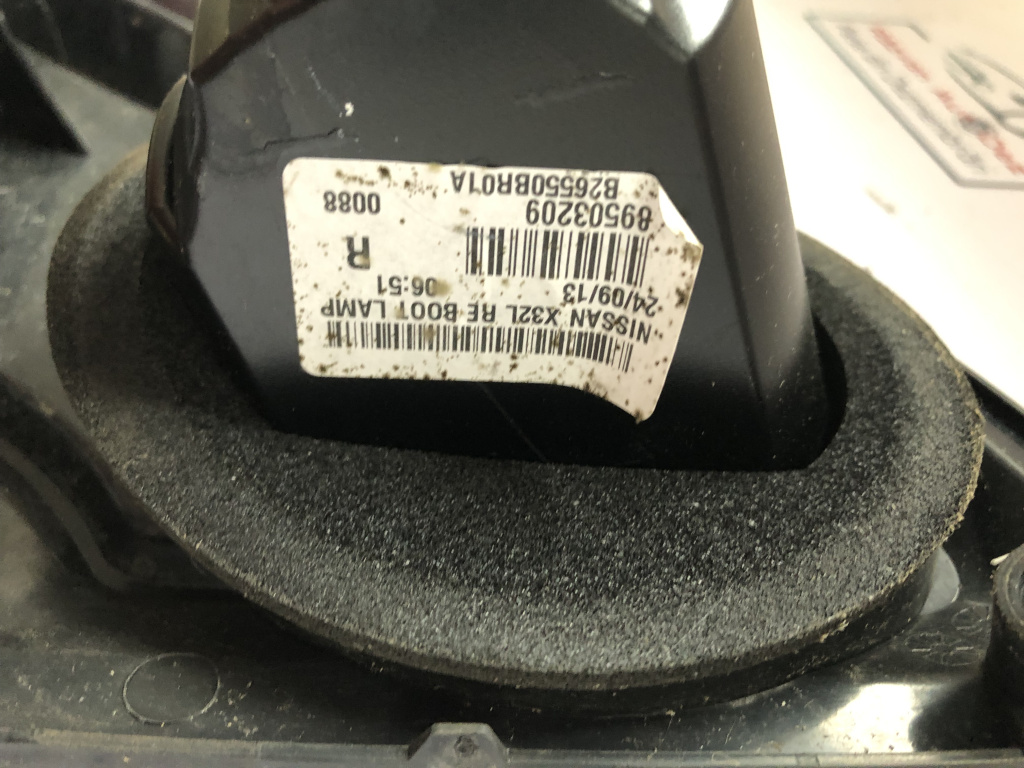 NISSAN X32L RE BOOT LAMP
24/09/13 06:51
R
89503209
0088
B26550BR01A